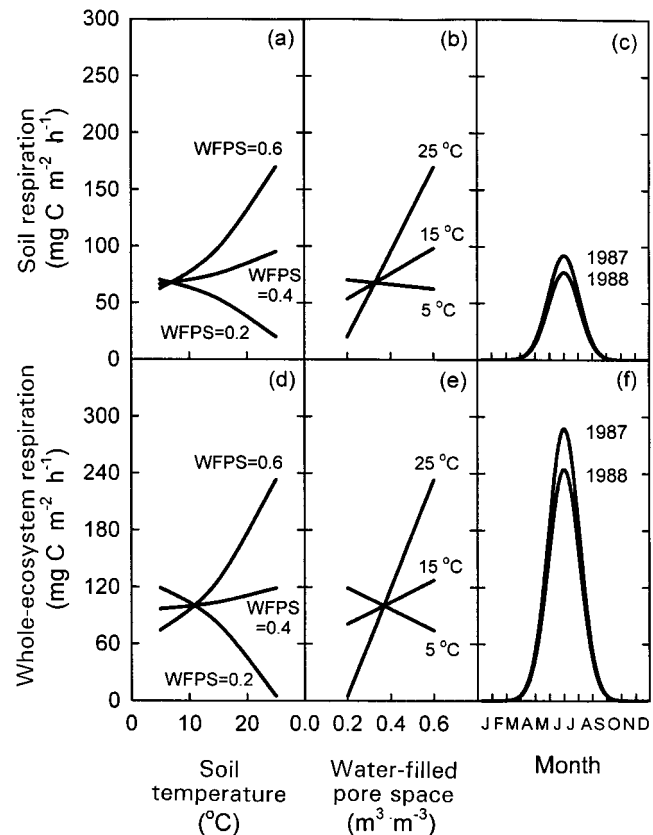 300
250
200
150
100
50
0
Soil respiration
(mg C m⁻² h⁻¹)
(a)
WFPS=0.6
WFPS
=0.4
WFPS=0.2
(b)
25 °C
15 °C
5 °C
(c)
1987
1988
300
240
180
120
60
0
Whole-ecosystem respiration
(mg C m⁻² h⁻¹)
(d)
WFPS=0.6
WFPS
=0.4
WFPS=0.2
(e)
25 °C
15 °C
5 °C
(f)
1987
1988
0 10 20
0.0 0.2 0.4 0.6
J F M A M J J A S O N D
Soil
temperature
(°C)
Water-filled
pore space
(m³ m⁻³)
Month